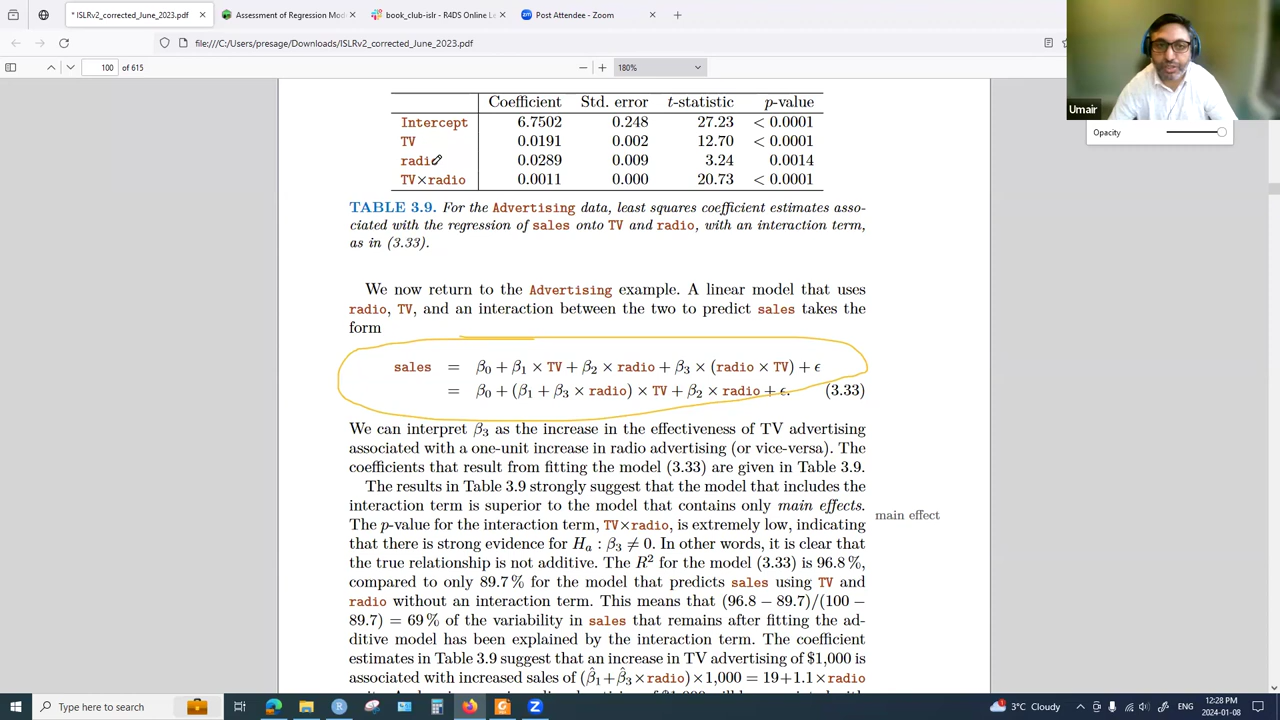 * ISLRv2_corrected_June_2023.pdf
Assessment of Regression Mode
book_club-islr - R4DS Online Le
Post Attendee - Zoom
file:///C:/Users/presage/Downloads/ISLRv2_corrected_June_2023.pdf
100 of 615
180%
Umair
Opacity
Coefficient Std. error t-statistic p-value
Intercept 6.7502 0.248 27.23 < 0.0001
TV 0.0191 0.002 12.70 < 0.0001
radi 0.0289 0.009 3.24 0.0014
TV×radio 0.0011 0.000 20.73 < 0.0001
TABLE 3.9. For the Advertising data, least squares coefficient estimates asso-
ciated with the regression of sales onto TV and radio, with an interaction term,
as in (3.33).
We now return to the Advertising example. A linear model that uses
radio, TV, and an interaction between the two to predict sales takes the
form
sales = β0 + β1 × TV + β2 × radio + β3 × (radio × TV) + ϵ
= β0 + (β1 + β3 × radio) × TV + β2 × radio + ϵ. (3.33)
We can interpret β3 as the increase in the effectiveness of TV advertising
associated with a one-unit increase in radio advertising (or vice-versa). The
coefficients that result from fitting the model (3.33) are given in Table 3.9.
The results in Table 3.9 strongly suggest that the model that includes the
interaction term is superior to the model that contains only main effects.
main effect
The p-value for the interaction term, TV×radio, is extremely low, indicating
that there is strong evidence for Ha : β3 ≠ 0. In other words, it is clear that
the true relationship is not additive. The R² for the model (3.33) is 96.8 %,
compared to only 89.7 % for the model that predicts sales using TV and
radio without an interaction term. This means that (96.8 − 89.7)/(100 −
89.7) = 69 % of the variability in sales that remains after fitting the ad-
ditive model has been explained by the interaction term. The coefficient
estimates in Table 3.9 suggest that an increase in TV advertising of $1,000 is
associated with increased sales of (β̂1+β̂3×radio)×1,000 = 19+1.1×radio
Type here to search
3°C Cloudy
12:28 PM
2024-01-08